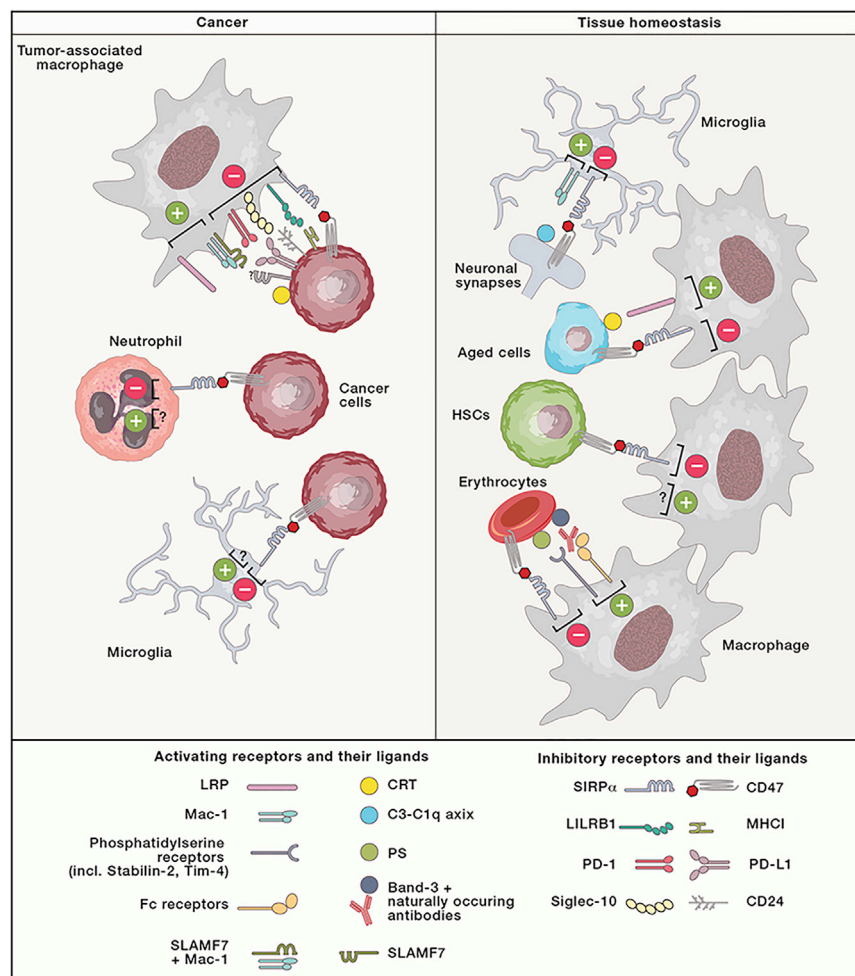 Cancer
Tissue homeostasis
Tumor-associated
macrophage
Microglia
Neuronal
synapses
Neutrophil
Aged cells
Cancer
cells
HSCs
Erythrocytes
Microglia
Macrophage
?
?
?
?
Activating receptors and their ligands
LRP
CRT
Mac-1
C3-C1q axix
Phosphatidylserine
receptors
(incl. Stabilin-2, Tim-4)
PS
Fc receptors
Band-3 +
naturally occuring
antibodies
SLAMF7
+ Mac-1
SLAMF7
Inhibitory receptors and their ligands
SIRPα
CD47
LILRB1
MHCI
PD-1
PD-L1
Siglec-10
CD24